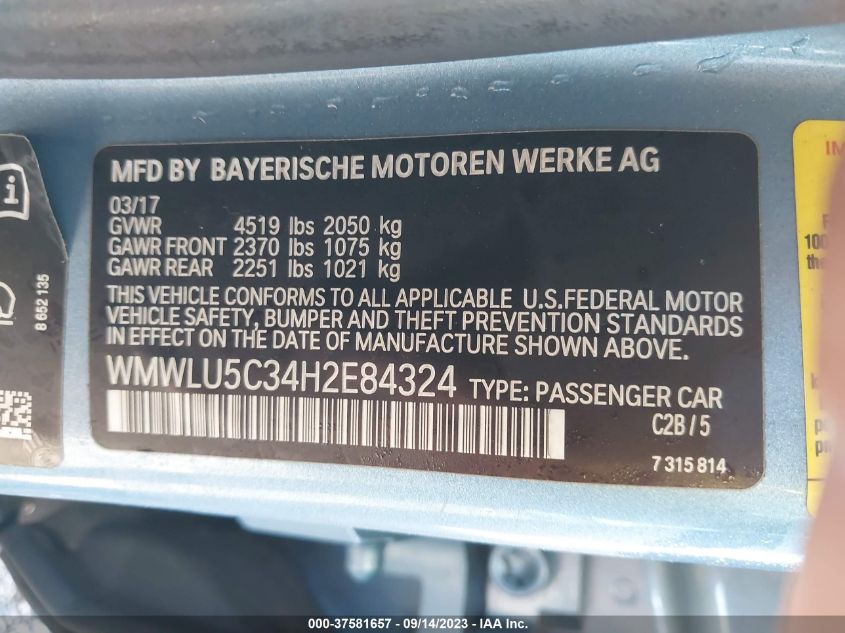 MFD BY BAYERISCHE MOTOREN WERKE AG
03/17
GVWR 4519 lbs 2050 kg
GAWR FRONT 2370 lbs 1075 kg
GAWR REAR 2251 lbs 1021 kg
THIS VEHICLE CONFORMS TO ALL APPLICABLE U.S.FEDERAL MOTOR
VEHICLE SAFETY, BUMPER AND THEFT PREVENTION STANDARDS
IN EFFECT ON THE DATE OF MANUFACTURE SHOWN ABOVE.
WMWLU5C34H2E84324 TYPE: PASSENGER CAR
C2B / 5
7 315 814
8 652 135
i
IM
100
the
000-37581657 - 09/14/2023 - IAA Inc.